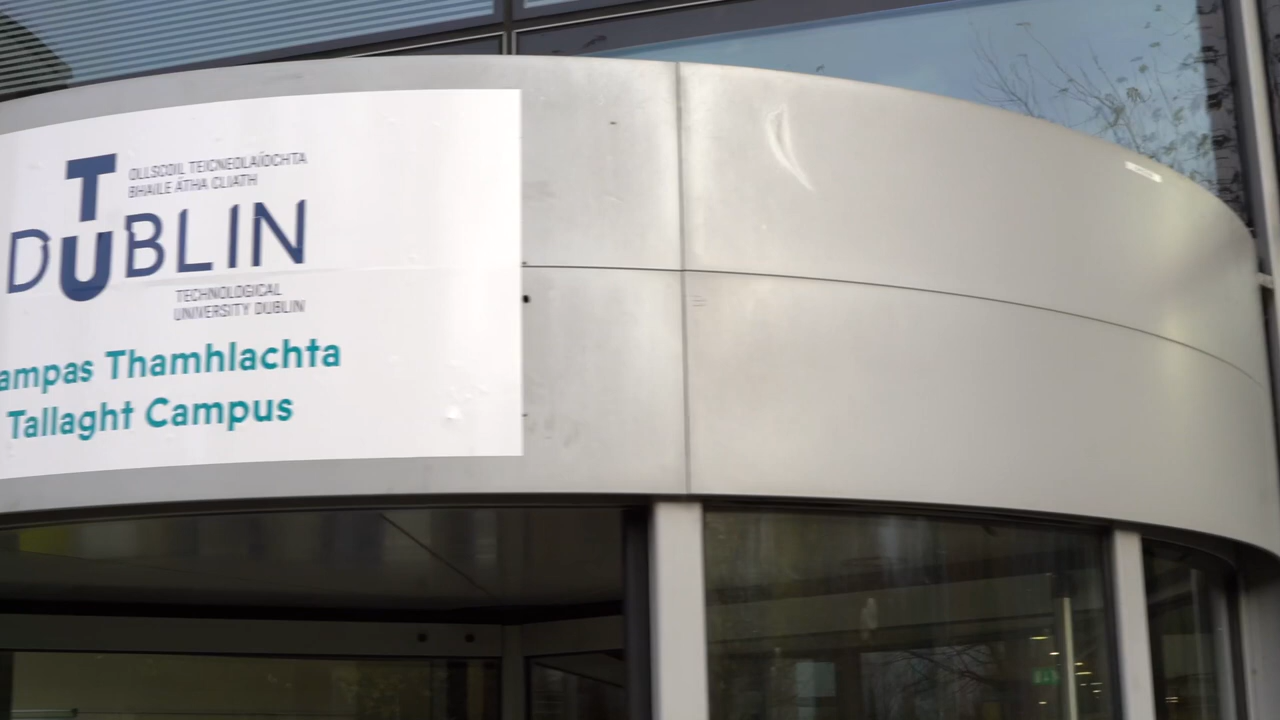 OLLSCOIL TEICNEOLAÍOCHTA
BHAILE ÁTHA CLIATH
T
DUBLIN
TECHNOLOGICAL
UNIVERSITY DUBLIN
ampas Thamhlachta
Tallaght Campus